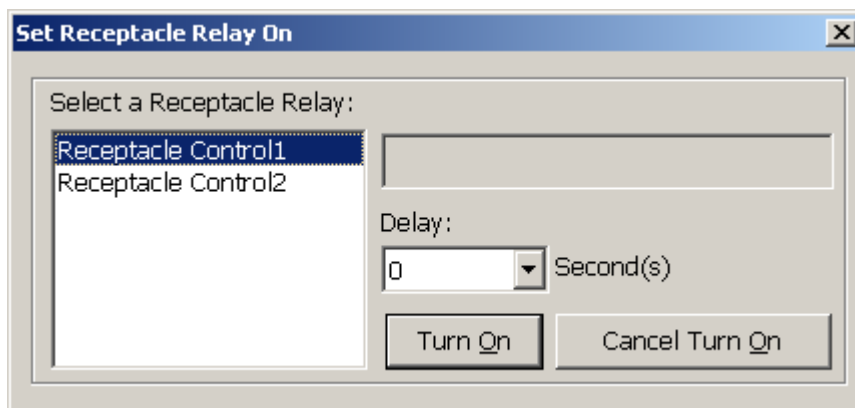 Set Receptacle Relay On
Select a Receptacle Relay:
Receptacle Control1
Receptacle Control2
Delay:
0
Second(s)
Turn On
Cancel Turn On